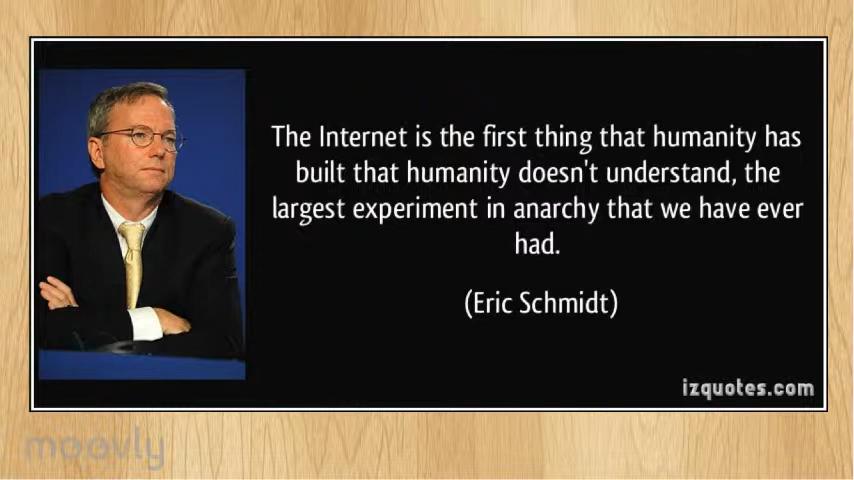 The Internet is the first thing that humanity has
built that humanity doesn't understand, the
largest experiment in anarchy that we have ever
had.
(Eric Schmidt)
izquotes.com
moovly